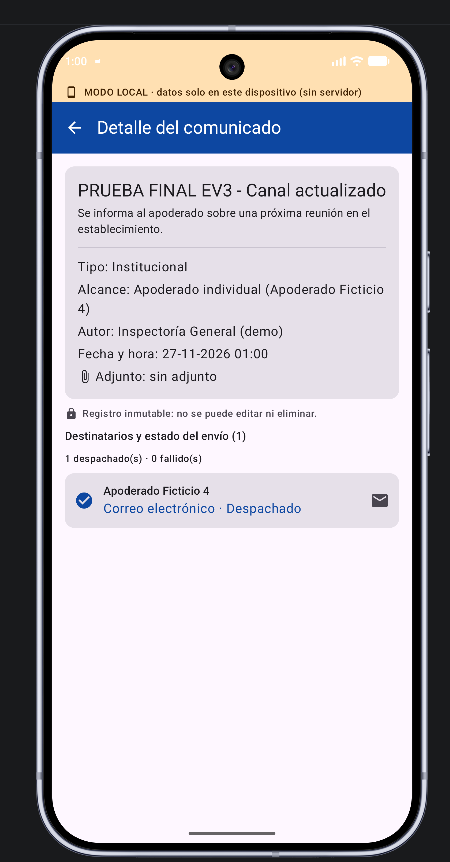 1:00
MODO LOCAL · datos solo en este dispositivo (sin servidor)
Detalle del comunicado
PRUEBA FINAL EV3 - Canal actualizado
Se informa al apoderado sobre una próxima reunión en el
establecimiento.
Tipo: Institucional
Alcance: Apoderado individual (Apoderado Ficticio
4)
Autor: Inspectoría General (demo)
Fecha y hora: 27-11-2026 01:00
Adjunto: sin adjunto
Registro inmutable: no se puede editar ni eliminar.
Destinatarios y estado del envío (1)
1 despachado(s) · 0 fallido(s)
Apoderado Ficticio 4
Correo electrónico · Despachado